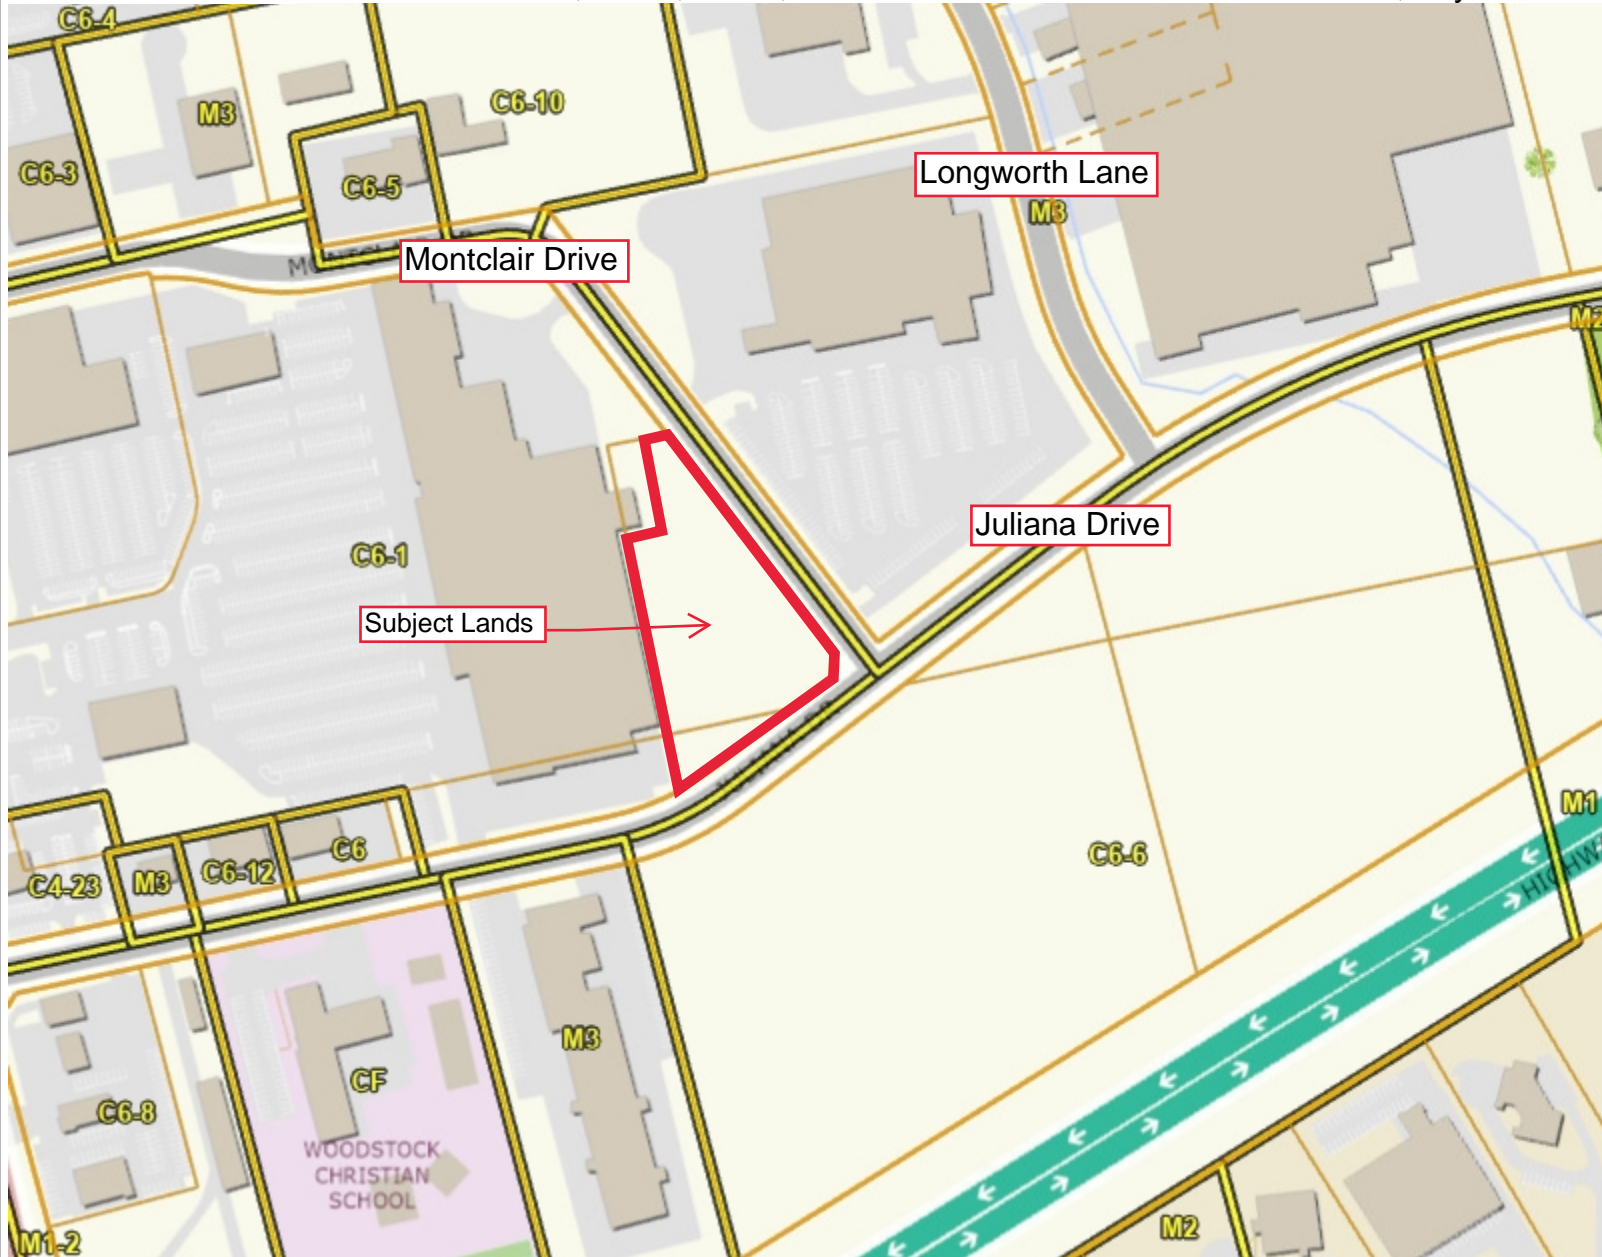 C6-4
C6-10
M3
C6-3
C6-5
Longworth Lane
M3
Montclair Drive
M2
Juliana Drive
C6-1
Subject Lands
M1
C6
C6-6
C6-12
C4-23
M3
HIGHW
M3
CF
C6-8
WOODSTOCK
CHRISTIAN
SCHOOL
M2
M1-2